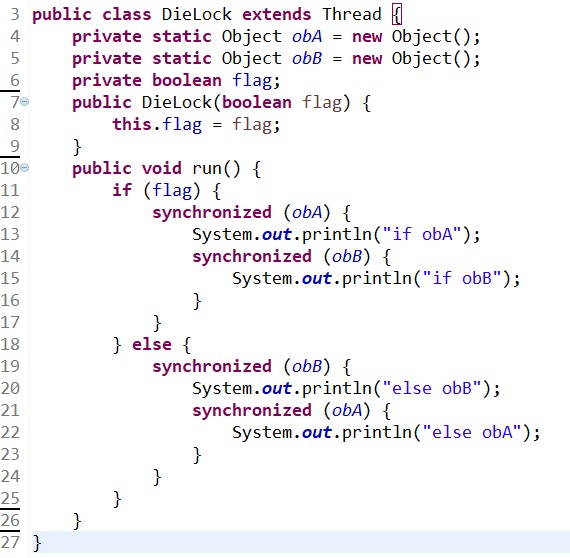 3 public class DieLock extends Thread {
4     private static Object obA = new Object();
5     private static Object obB = new Object();
6     private boolean flag;
7     public DieLock(boolean flag) {
8         this.flag = flag;
9     }
10     public void run() {
11         if (flag) {
12             synchronized (obA) {
13                 System.out.println("if obA");
14                 synchronized (obB) {
15                     System.out.println("if obB");
16                 }
17             }
18         } else {
19             synchronized (obB) {
20                 System.out.println("else obB");
21                 synchronized (obA) {
22                     System.out.println("else obA");
23                 }
24             }
25         }
26     }
27 }